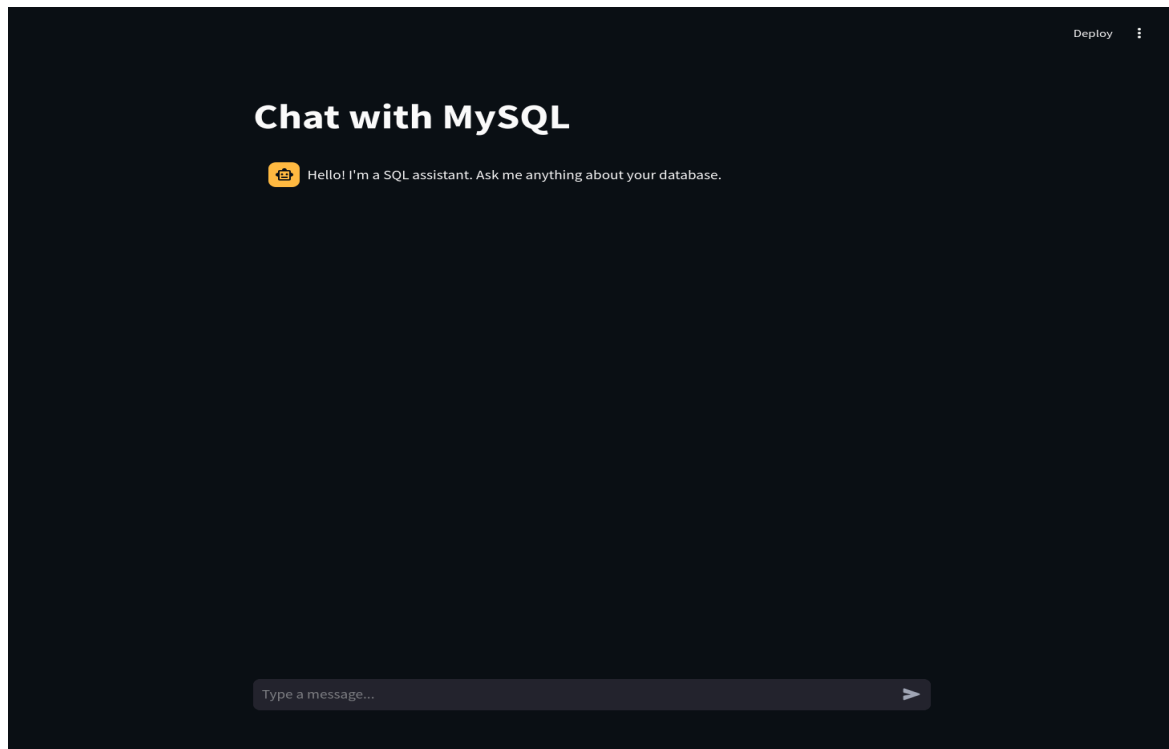 Deploy
Chat with MySQL
Hello! I'm a SQL assistant. Ask me anything about your database.
Type a message...